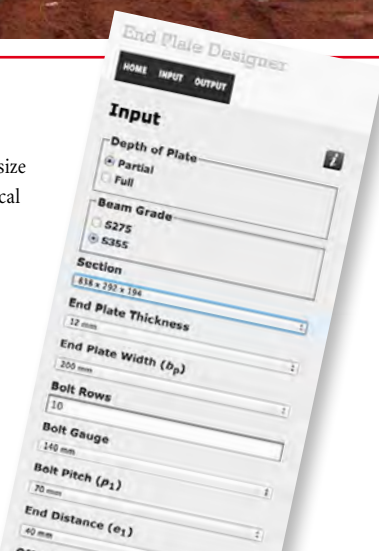 size
cal
End Plate Designer
HOME INPUT OUTPUT
Input
i
Depth of Plate
Partial
Full
Beam Grade
S275
S355
Section
838 x 292 x 194
End Plate Thickness
12 mm
End Plate Width (bp)
200 mm
Bolt Rows
10
Bolt Gauge
140 mm
Bolt Pitch (p1)
70 mm
End Distance (e1)
40 mm